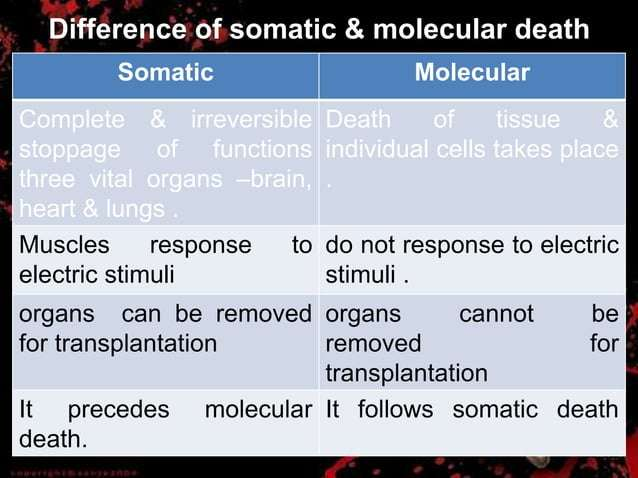 Difference of somatic & molecular death
Somatic
Molecular
Complete & irreversible
stoppage of functions
three vital organs –brain,
heart & lungs .
Death of tissue &
individual cells takes place
.
Muscles response to
electric stimuli
do not response to electric
stimuli .
organs can be removed
for transplantation
organs cannot be
removed for
transplantation
It precedes molecular
death.
It follows somatic death